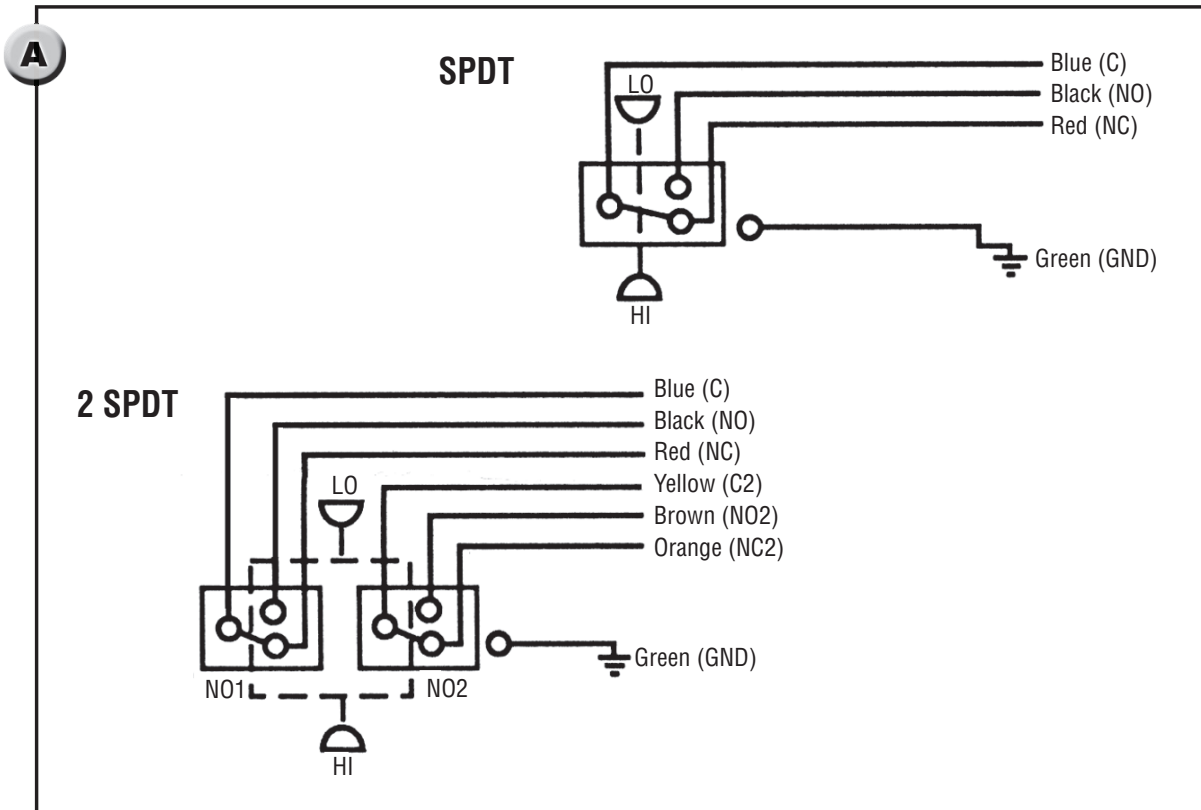 A
SPDT
LO
Blue (C)
Black (NO)
Red (NC)
Green (GND)
HI
2 SPDT
Blue (C)
Black (NO)
Red (NC)
LO
Yellow (C2)
Brown (NO2)
Orange (NC2)
Green (GND)
NO1
NO2
HI